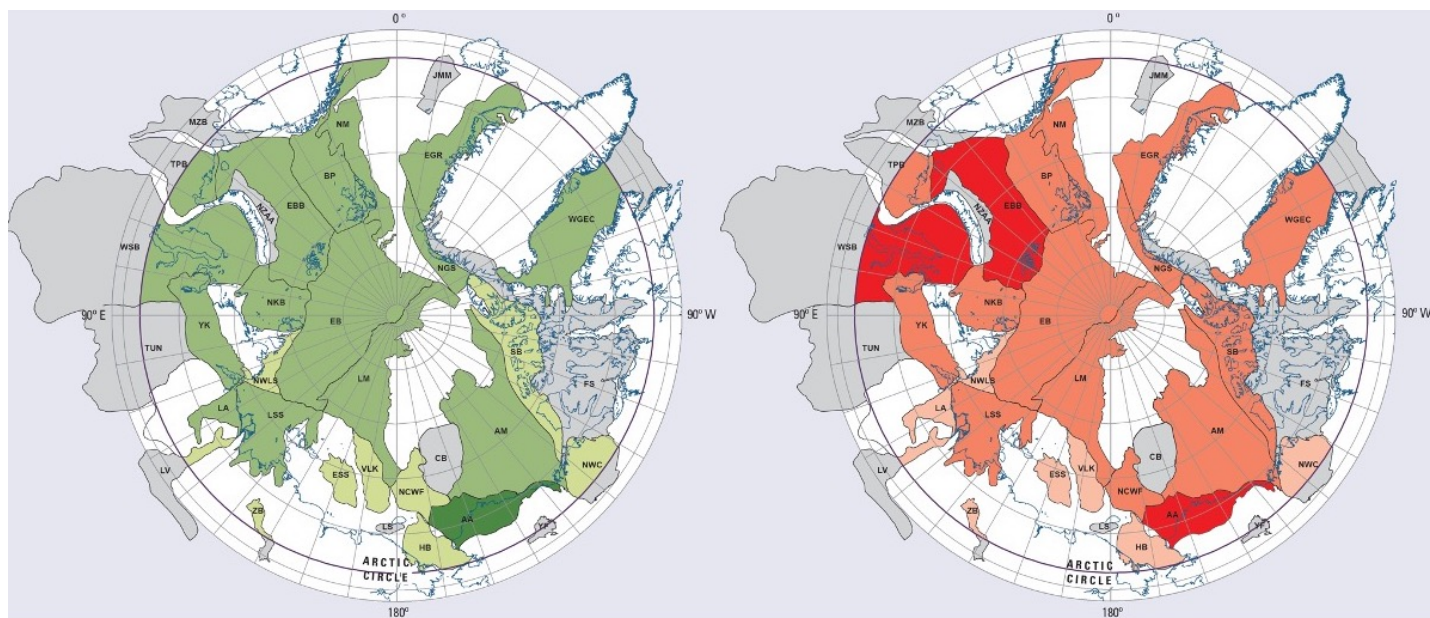 0°
JMM
MZB
NM
TPB
EGR
BP
EBB
NZAA
WGEC
WSB
NGS
NKB
90° E
EB
90° W
YK
TUN
SB
NWLS
LM
FS
LA
LSS
AM
CB
LV
ESS
VLK
NWC
NCWF
ZB
AA
LS
YF
HB
ARCTIC
CIRCLE
180°
0°
JMM
MZB
NM
TPB
EGR
BP
EBB
NZAA
WGEC
WSB
NGS
NKB
90° E
EB
90° W
YK
TUN
SB
NWLS
LM
FS
LA
LSS
AM
CB
LV
ESS
VLK
NWC
NCWF
ZB
AA
LS
YF
HB
ARCTIC
CIRCLE
180°